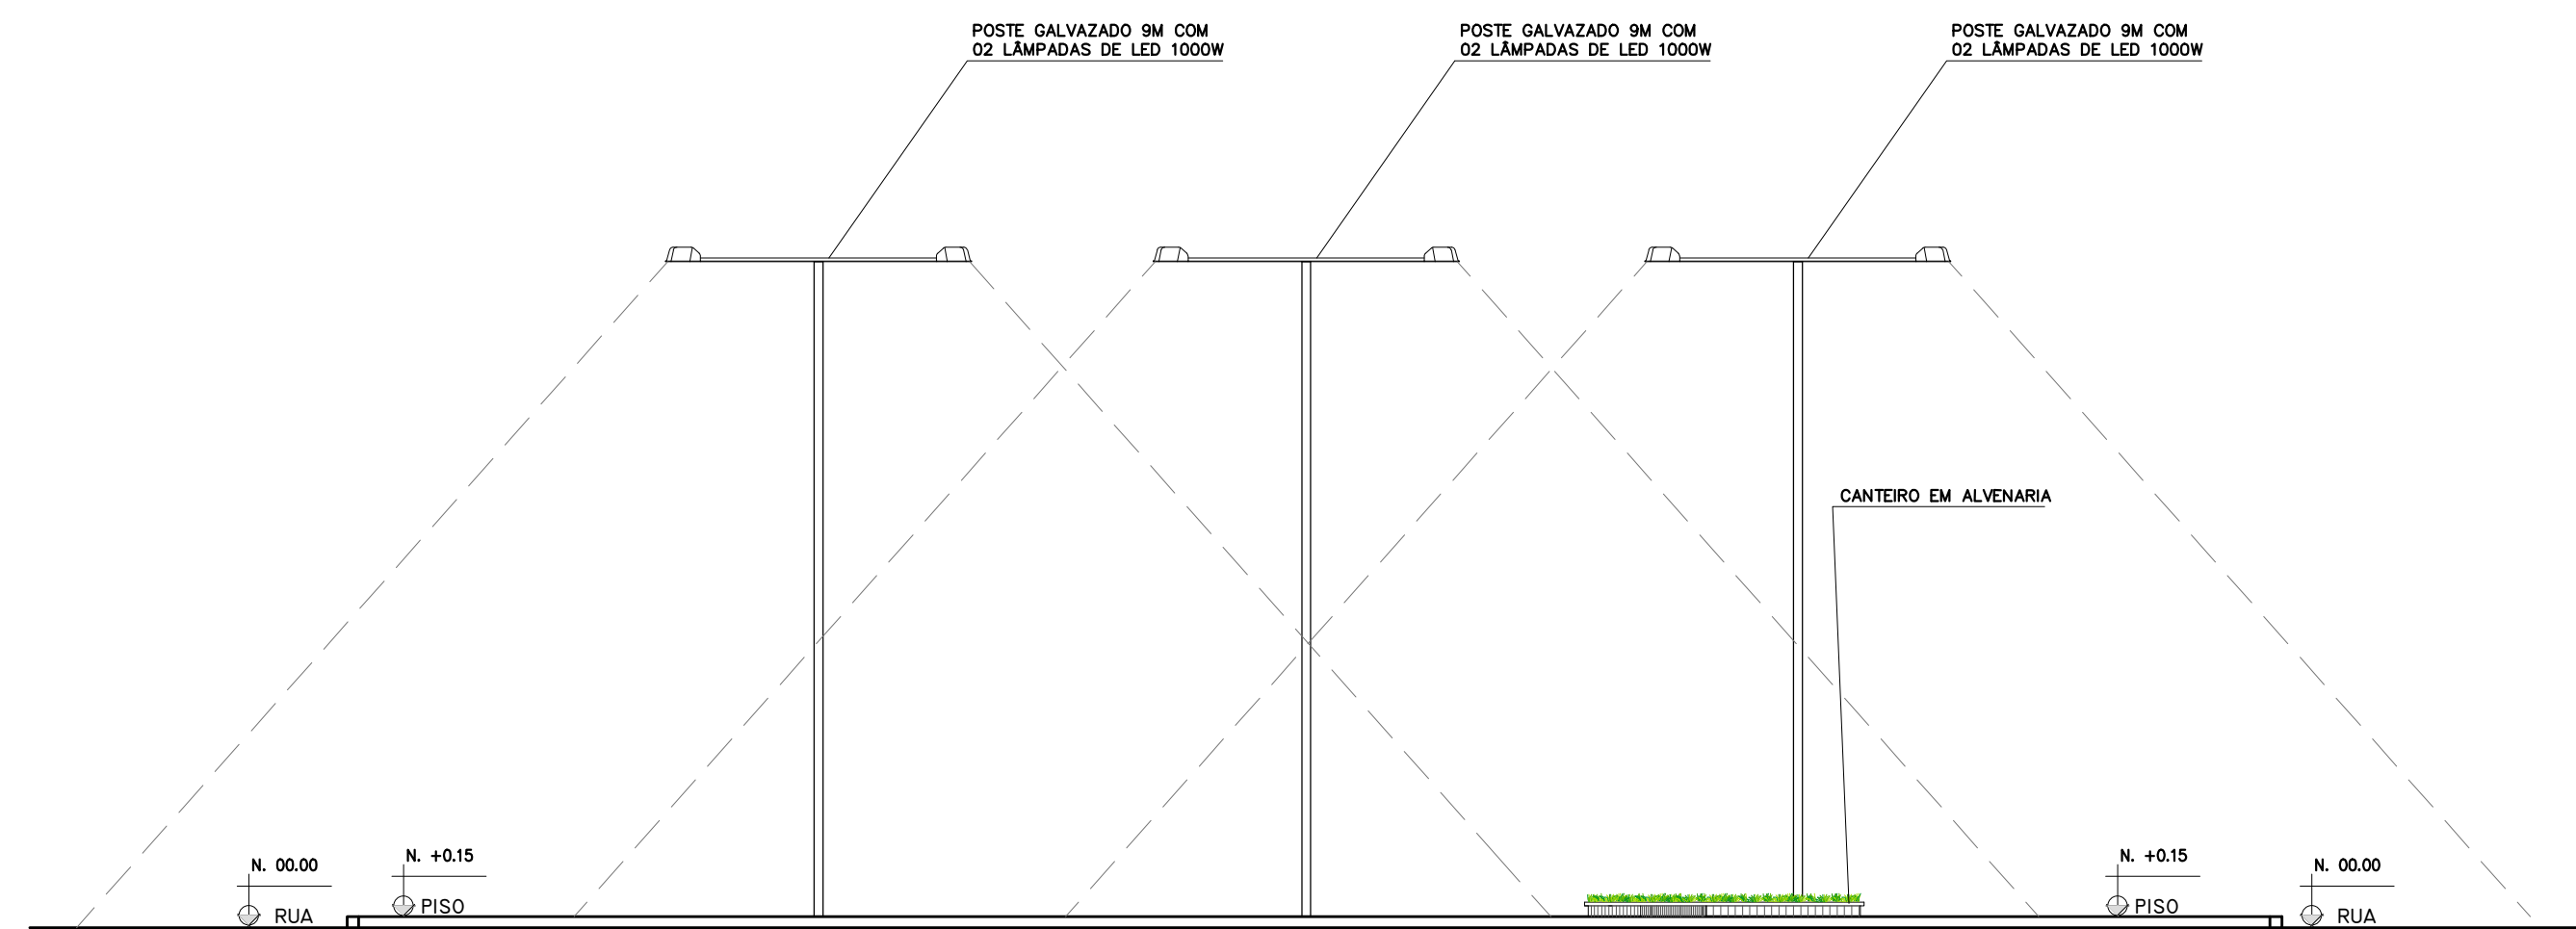 POSTE GALVAZADO 9M COM
02 LÂMPADAS DE LED 1000W
POSTE GALVAZADO 9M COM
02 LÂMPADAS DE LED 1000W
POSTE GALVAZADO 9M COM
02 LÂMPADAS DE LED 1000W
CANTEIRO EM ALVENARIA
N. 00.00
RUA
N. +0.15
PISO
N. +0.15
PISO
N. 00.00
RUA